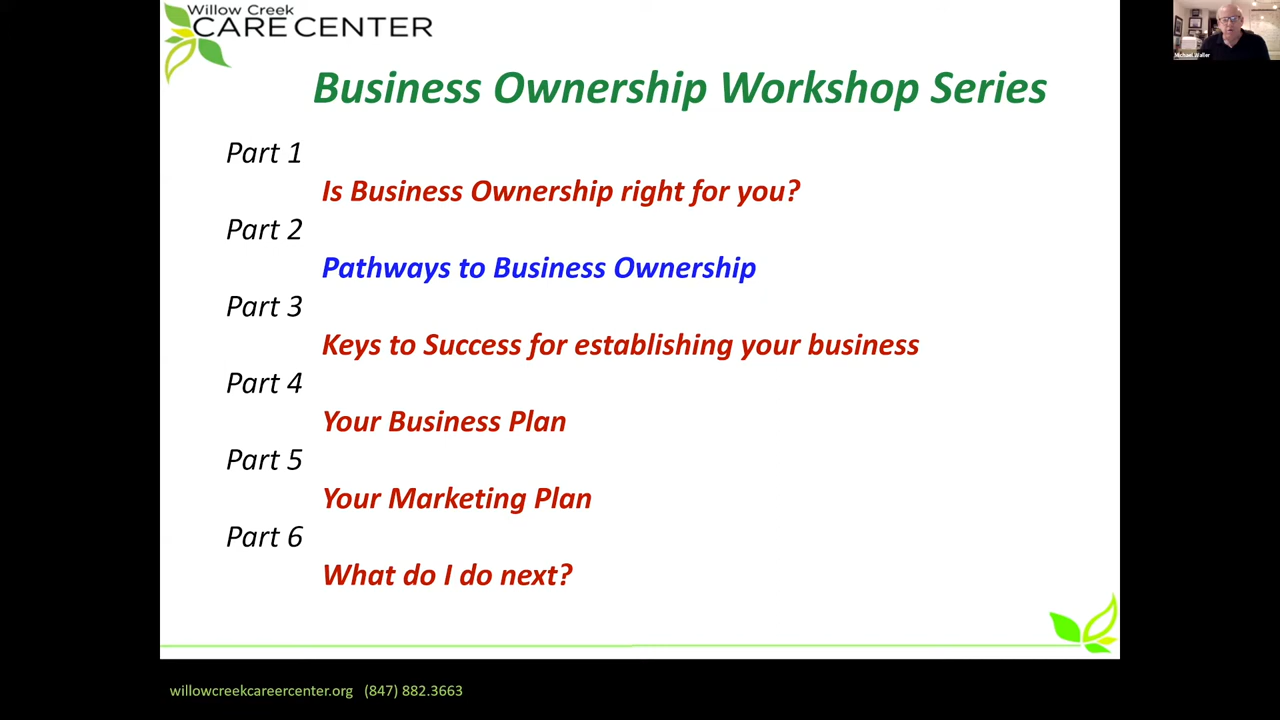 Willow Creek
CARE CENTER
Business Ownership Workshop Series
Part 1
Is Business Ownership right for you?
Part 2
Pathways to Business Ownership
Part 3
Keys to Success for establishing your business
Part 4
Your Business Plan
Part 5
Your Marketing Plan
Part 6
What do I do next?
willowcreekcareercenter.org (847) 882.3663
Michael Waller